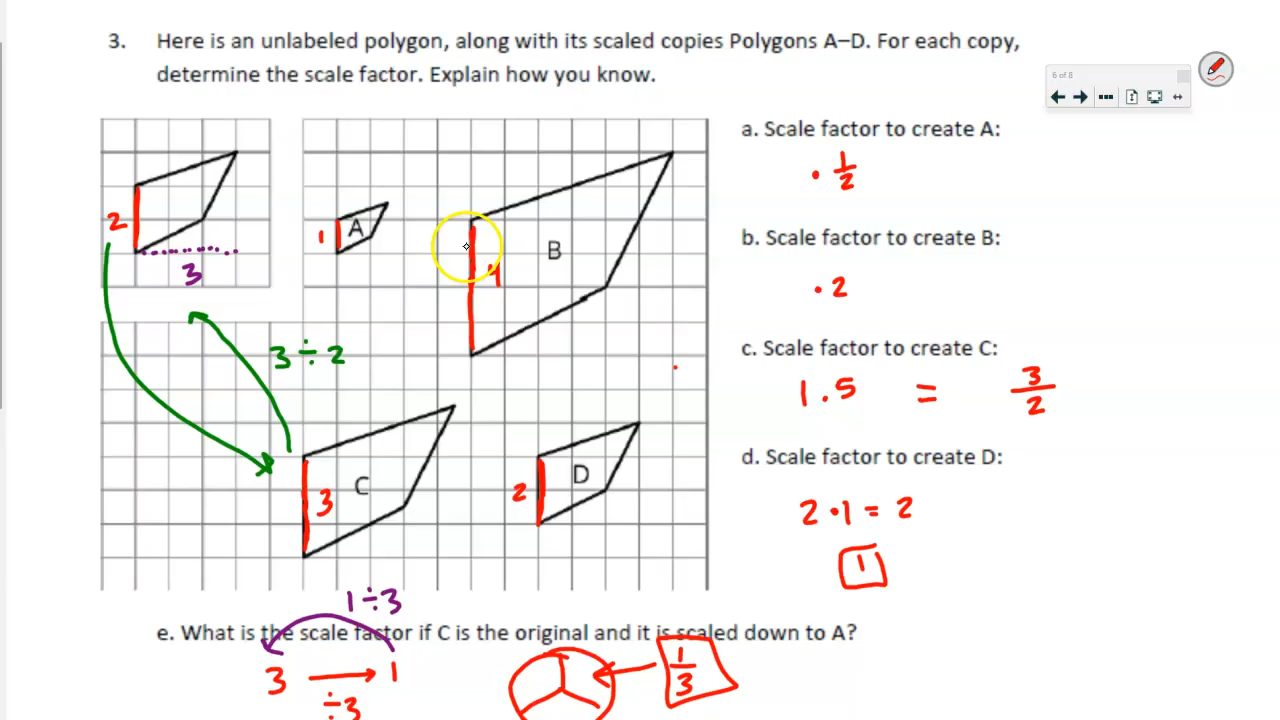 3. Here is an unlabeled polygon, along with its scaled copies Polygons A–D. For each copy,
determine the scale factor. Explain how you know.
6 of 8
a. Scale factor to create A:
· 1/2
b. Scale factor to create B:
· 2
c. Scale factor to create C:
1.5 = 3/2
d. Scale factor to create D:
2 · 1 = 2
1
2
3
1 A
4 B
3 ÷ 2
3 C
2 D
1 ÷ 3
e. What is the scale factor if C is the original and it is scaled down to A?
3 → 1
÷3
1/3